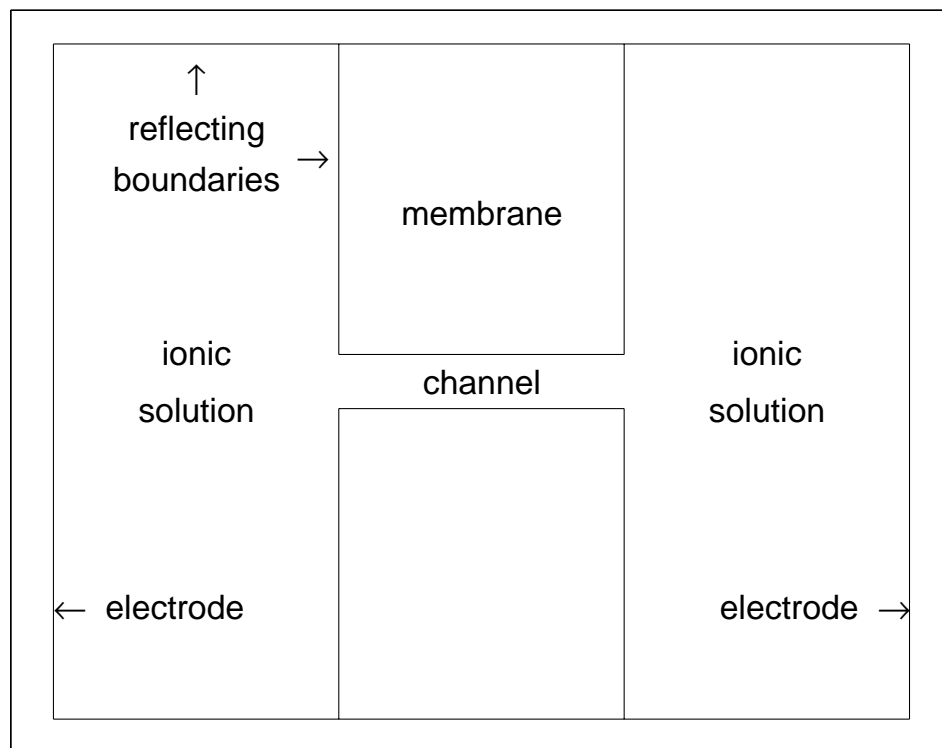 reflecting
boundaries
membrane
ionic
solution
channel
ionic
solution
electrode
electrode